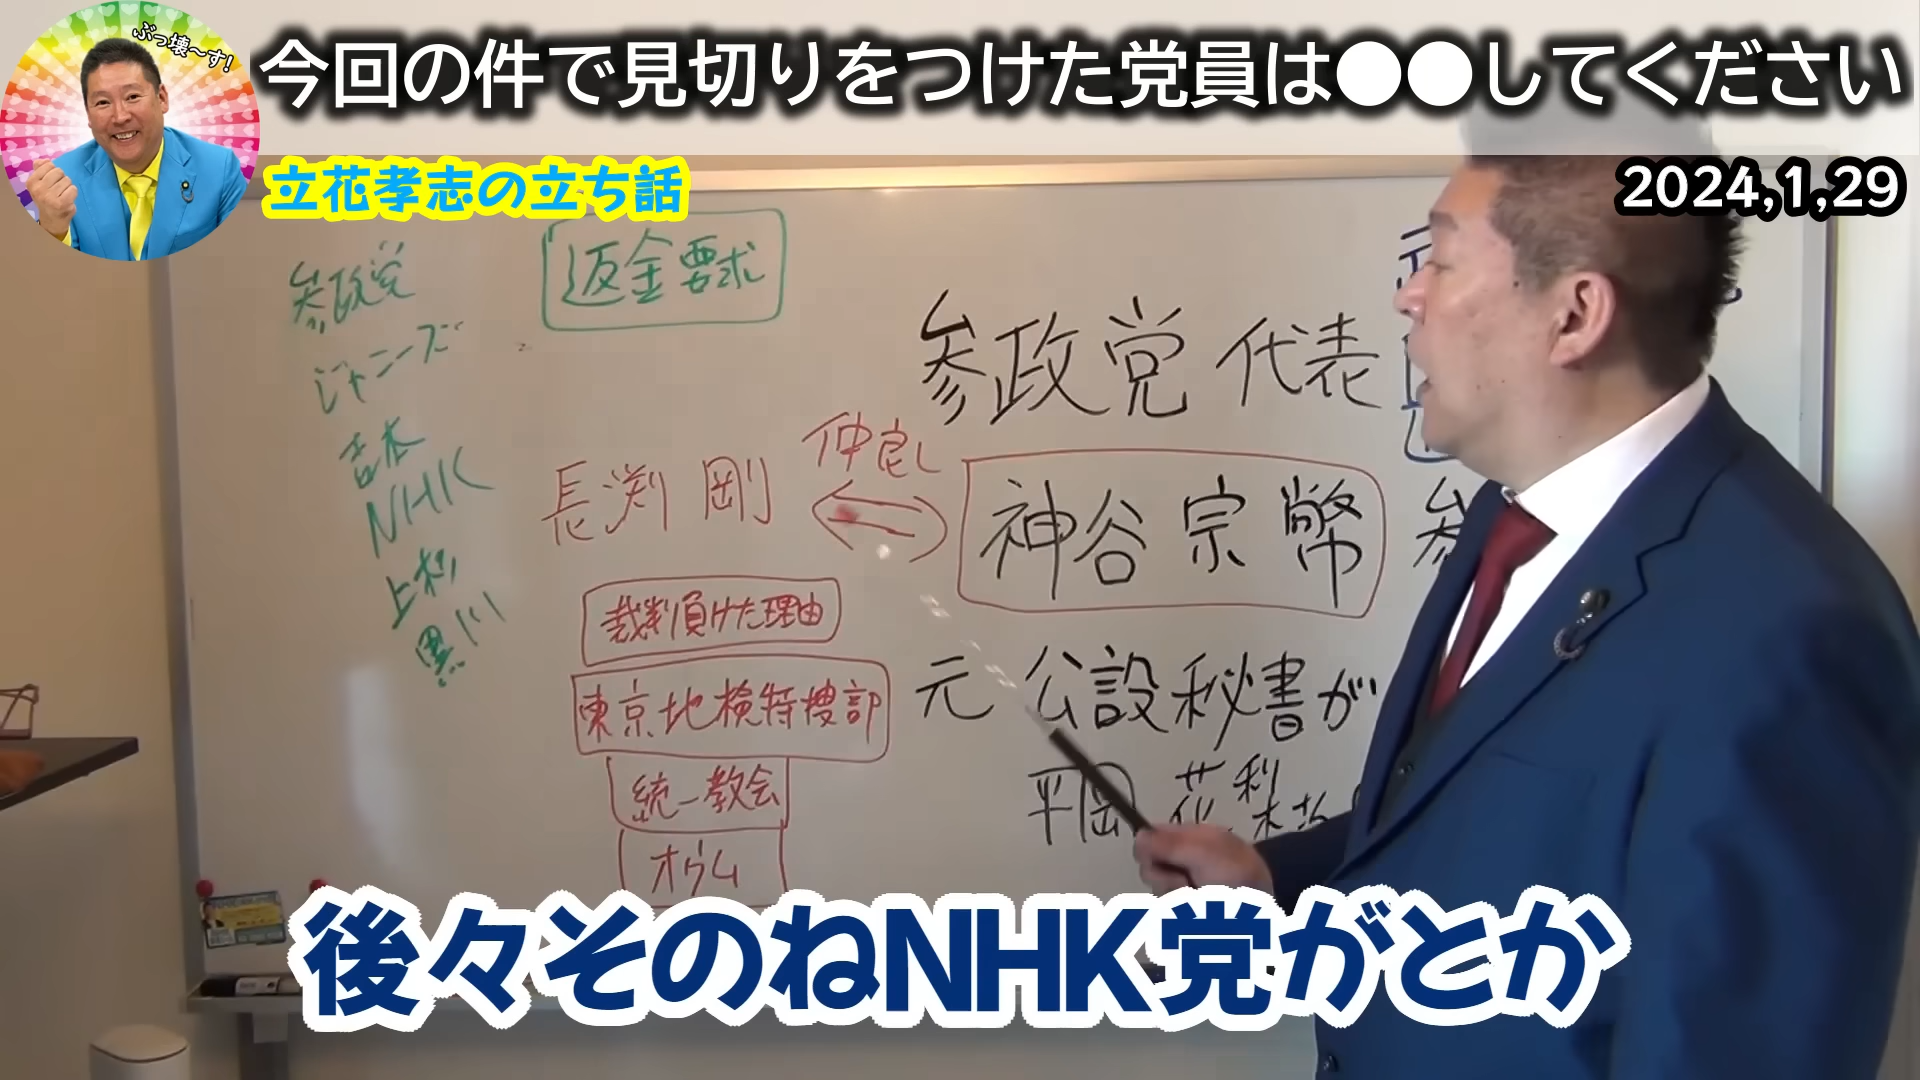 ぶっ壊〜す!
今回の件で見切りをつけた党員は●●してください
立花孝志の立ち話
2024,1,29
参政党
ジャニーズ
吉本
NHK
上杉
黒川
返金要求
参政党 代表
仲良し
長渕 剛
神谷 宗幣
参
裁判負けた理由
東京地検特捜部
統一教会
オウム
元 公設秘書が
平岡 花梨
後々そのねNHK党がとか